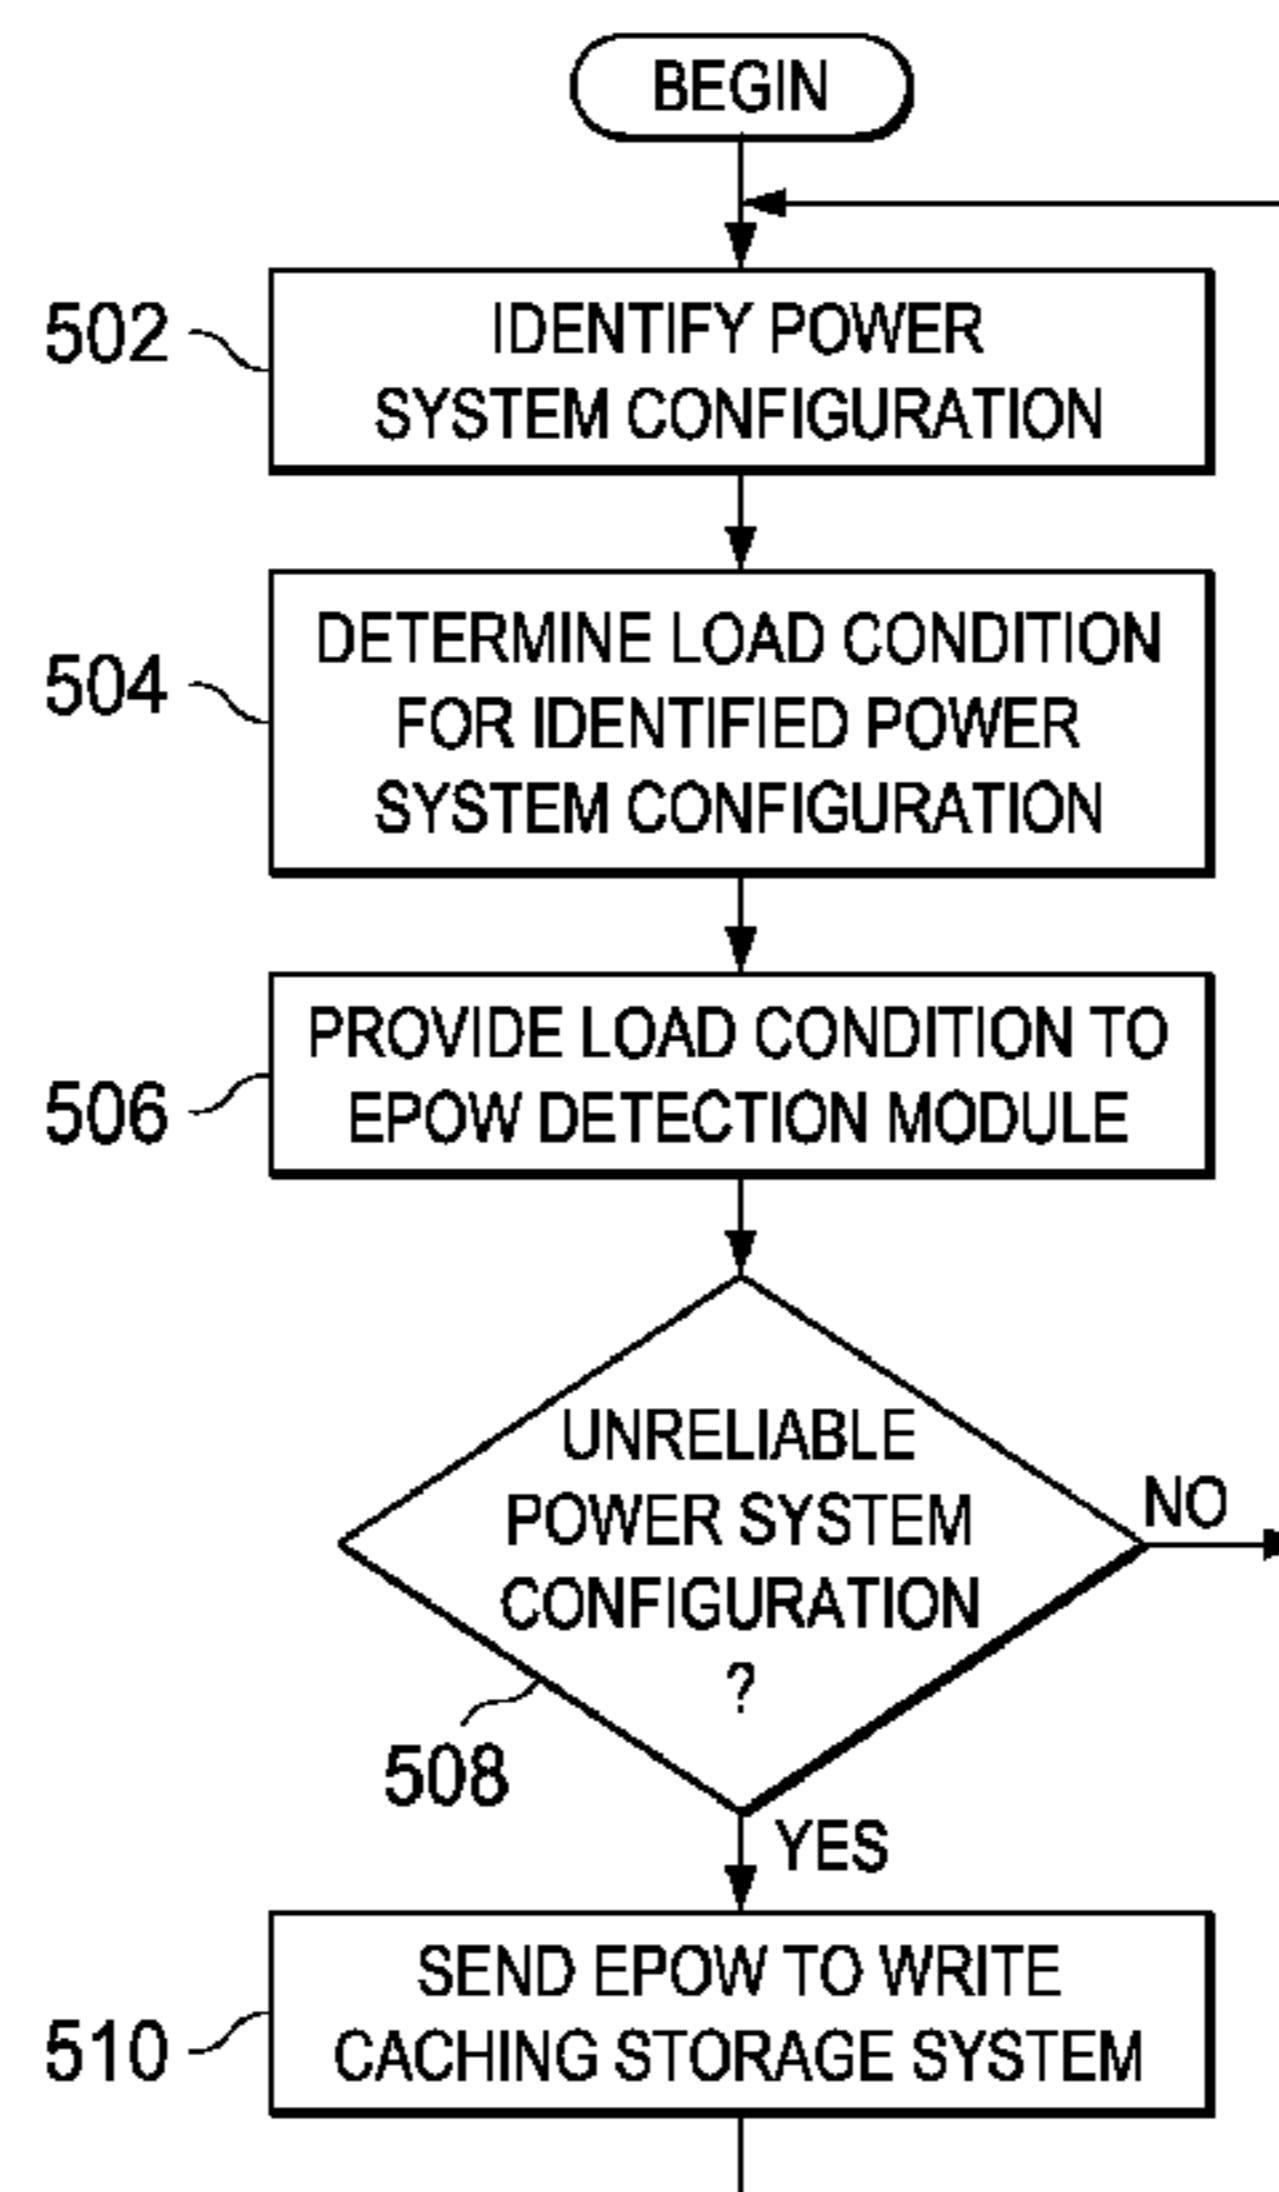 BEGIN
502
IDENTIFY POWER
SYSTEM CONFIGURATION
504
DETERMINE LOAD CONDITION
FOR IDENTIFIED POWER
SYSTEM CONFIGURATION
506
PROVIDE LOAD CONDITION TO
EPOW DETECTION MODULE
UNRELIABLE
POWER SYSTEM
CONFIGURATION
?
NO
508
YES
510
SEND EPOW TO WRITE
CACHING STORAGE SYSTEM